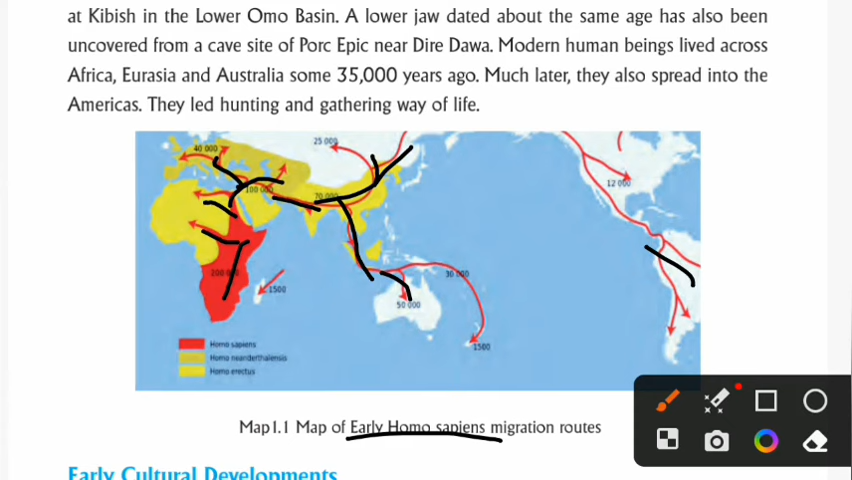 at Kibish in the Lower Omo Basin. A lower jaw dated about the same age has also been
uncovered from a cave site of Porc Epic near Dire Dawa. Modern human beings lived across
Africa, Eurasia and Australia some 35,000 years ago. Much later, they also spread into the
Americas. They led hunting and gathering way of life.
25 000
40 000
100 000
70 000
12 000
200 000
1500
30 000
50 000
1500
Homo sapiens
Homo neanderthalensis
Homo erectus
Map1.1 Map of Early Homo sapiens migration routes
Early Cultural Developments